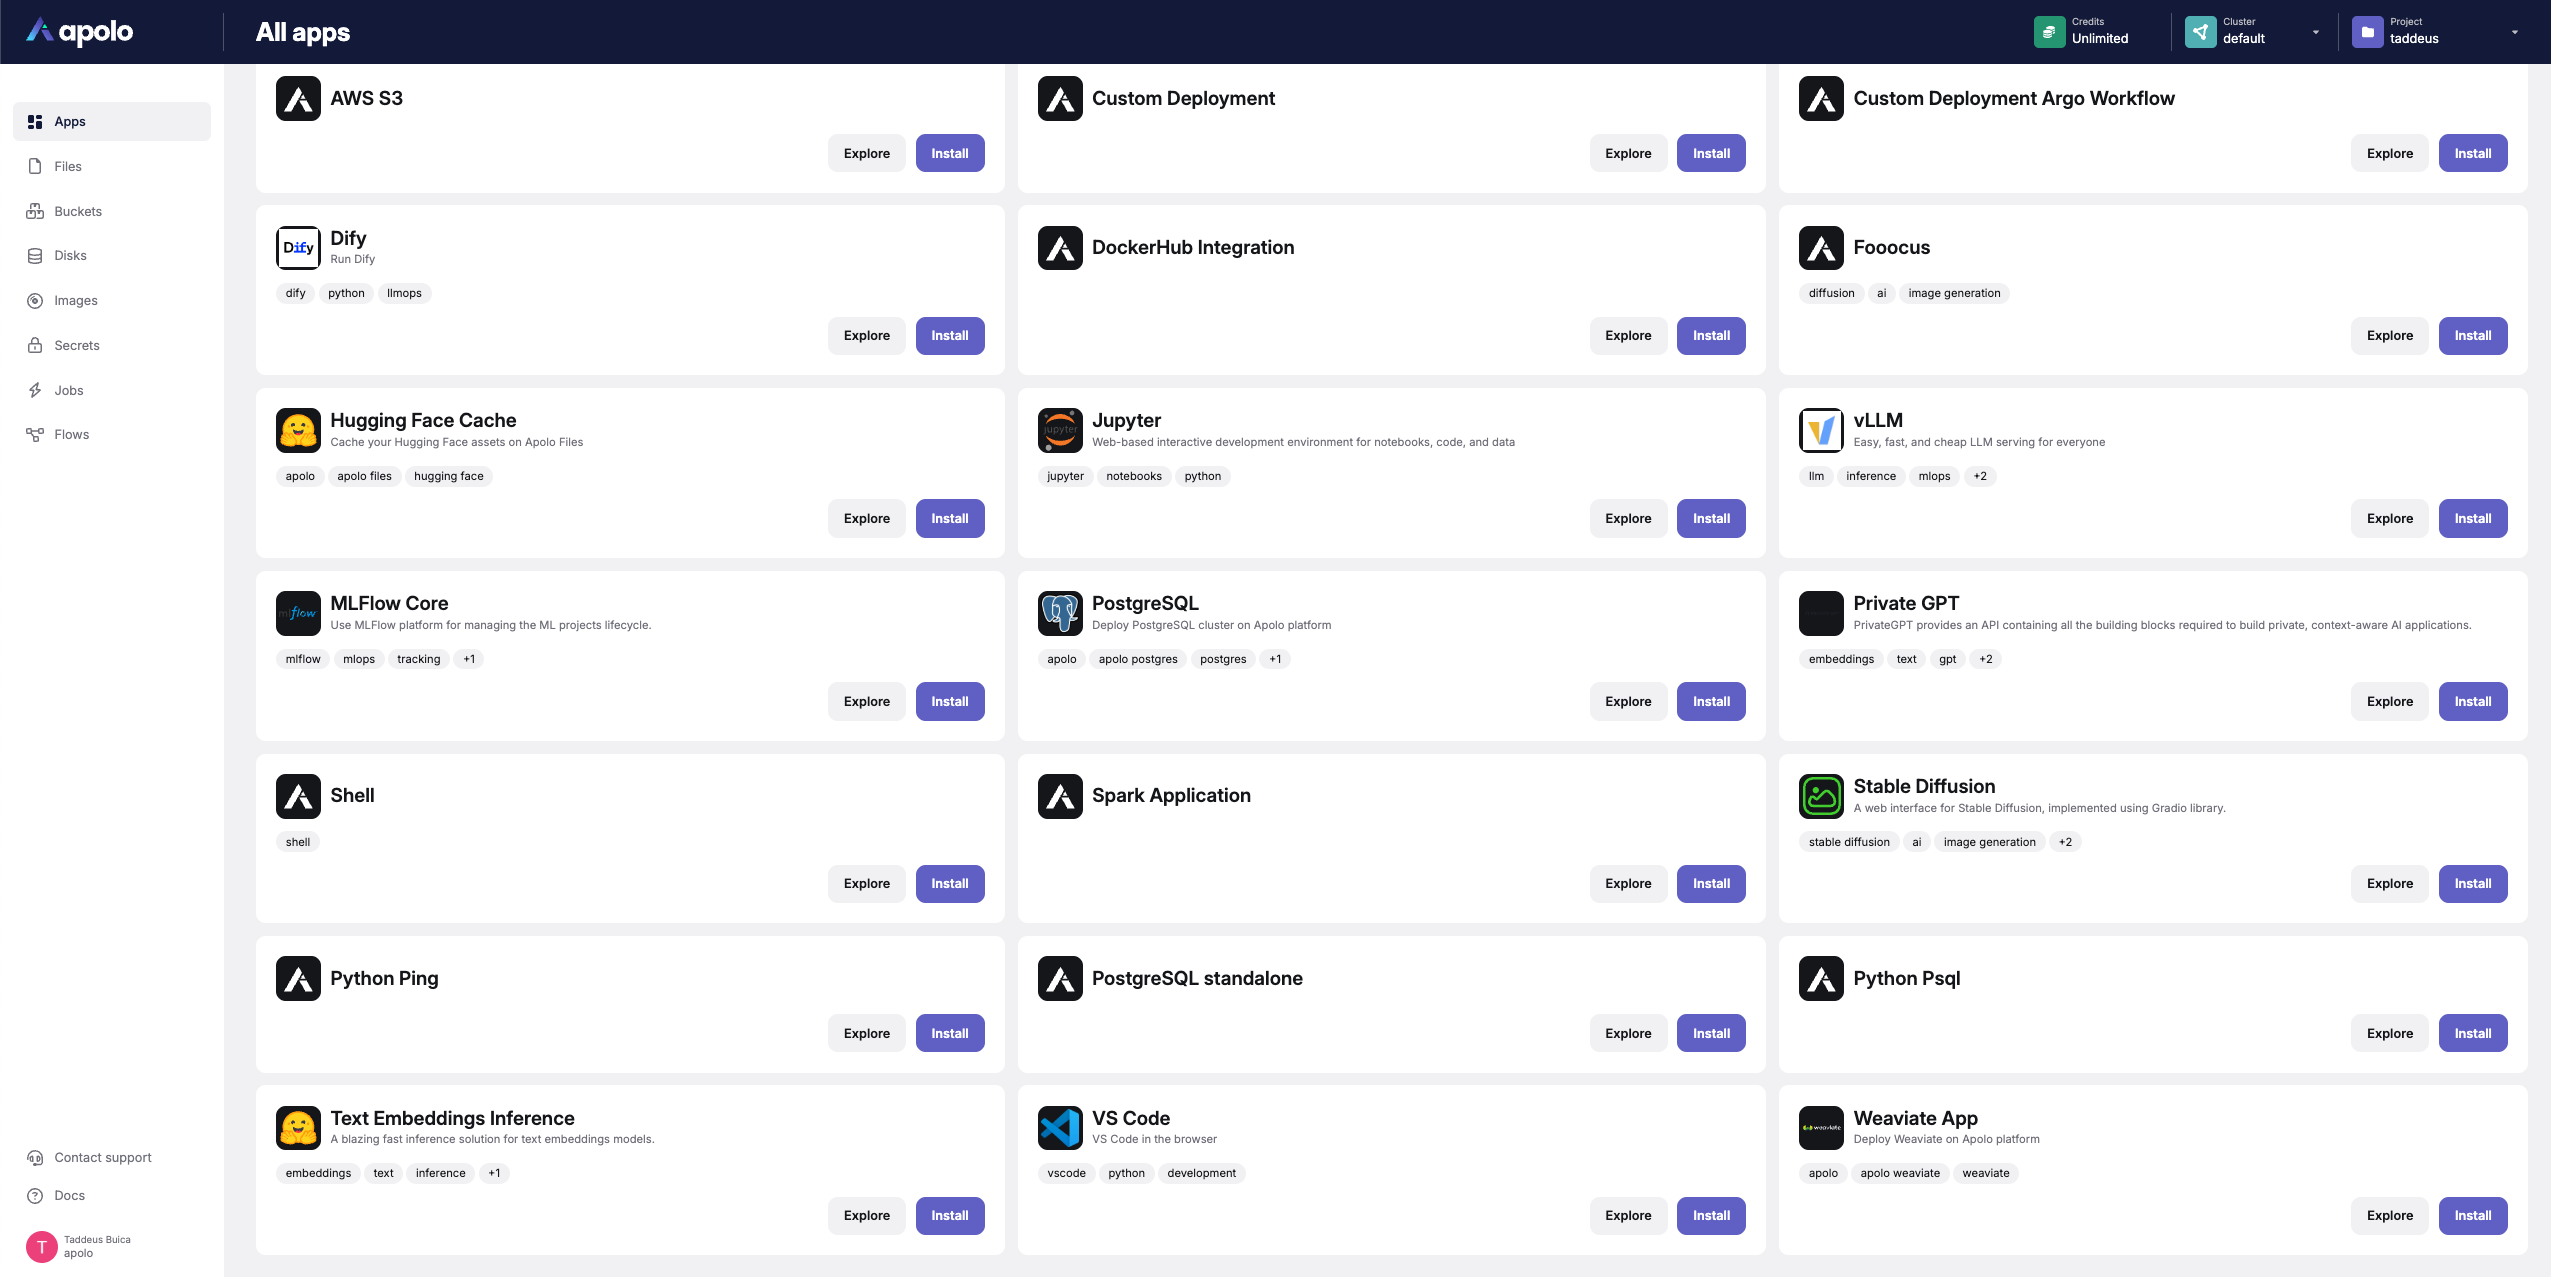 apolo
All apps
Credits
Unlimited
Cluster
default
Project
taddeus
Apps
Files
Buckets
Disks
Images
Secrets
Jobs
Flows
Contact support
Docs
T
Taddeus Buica
apolo
AWS S3
Explore
Install
Custom Deployment
Explore
Install
Custom Deployment Argo Workflow
Explore
Install
Dify
Dify
Run Dify
dify python llmops
Explore
Install
DockerHub Integration
Explore
Install
Fooocus
diffusion ai image generation
Explore
Install
Hugging Face Cache
Cache your Hugging Face assets on Apolo Files
apolo apolo files hugging face
Explore
Install
jupyter
Jupyter
Web-based interactive development environment for notebooks, code, and data
jupyter notebooks python
Explore
Install
vLLM
Easy, fast, and cheap LLM serving for everyone
llm inference mlops +2
Explore
Install
mlflow
MLFlow Core
Use MLFlow platform for managing the ML projects lifecycle.
mlflow mlops tracking +1
Explore
Install
PostgreSQL
Deploy PostgreSQL cluster on Apolo platform
apolo apolo postgres postgres +1
Explore
Install
Private GPT
PrivateGPT provides an API containing all the building blocks required to build private, context-aware AI applications.
embeddings text gpt +2
Explore
Install
Shell
shell
Explore
Install
Spark Application
Explore
Install
Stable Diffusion
A web interface for Stable Diffusion, implemented using Gradio library.
stable diffusion ai image generation +2
Explore
Install
Python Ping
Explore
Install
PostgreSQL standalone
Explore
Install
Python Psql
Explore
Install
Text Embeddings Inference
A blazing fast inference solution for text embeddings models.
embeddings text inference +1
Explore
Install
VS Code
VS Code in the browser
vscode python development
Explore
Install
weaviate
Weaviate App
Deploy Weaviate on Apolo platform
apolo apolo weaviate weaviate
Explore
Install